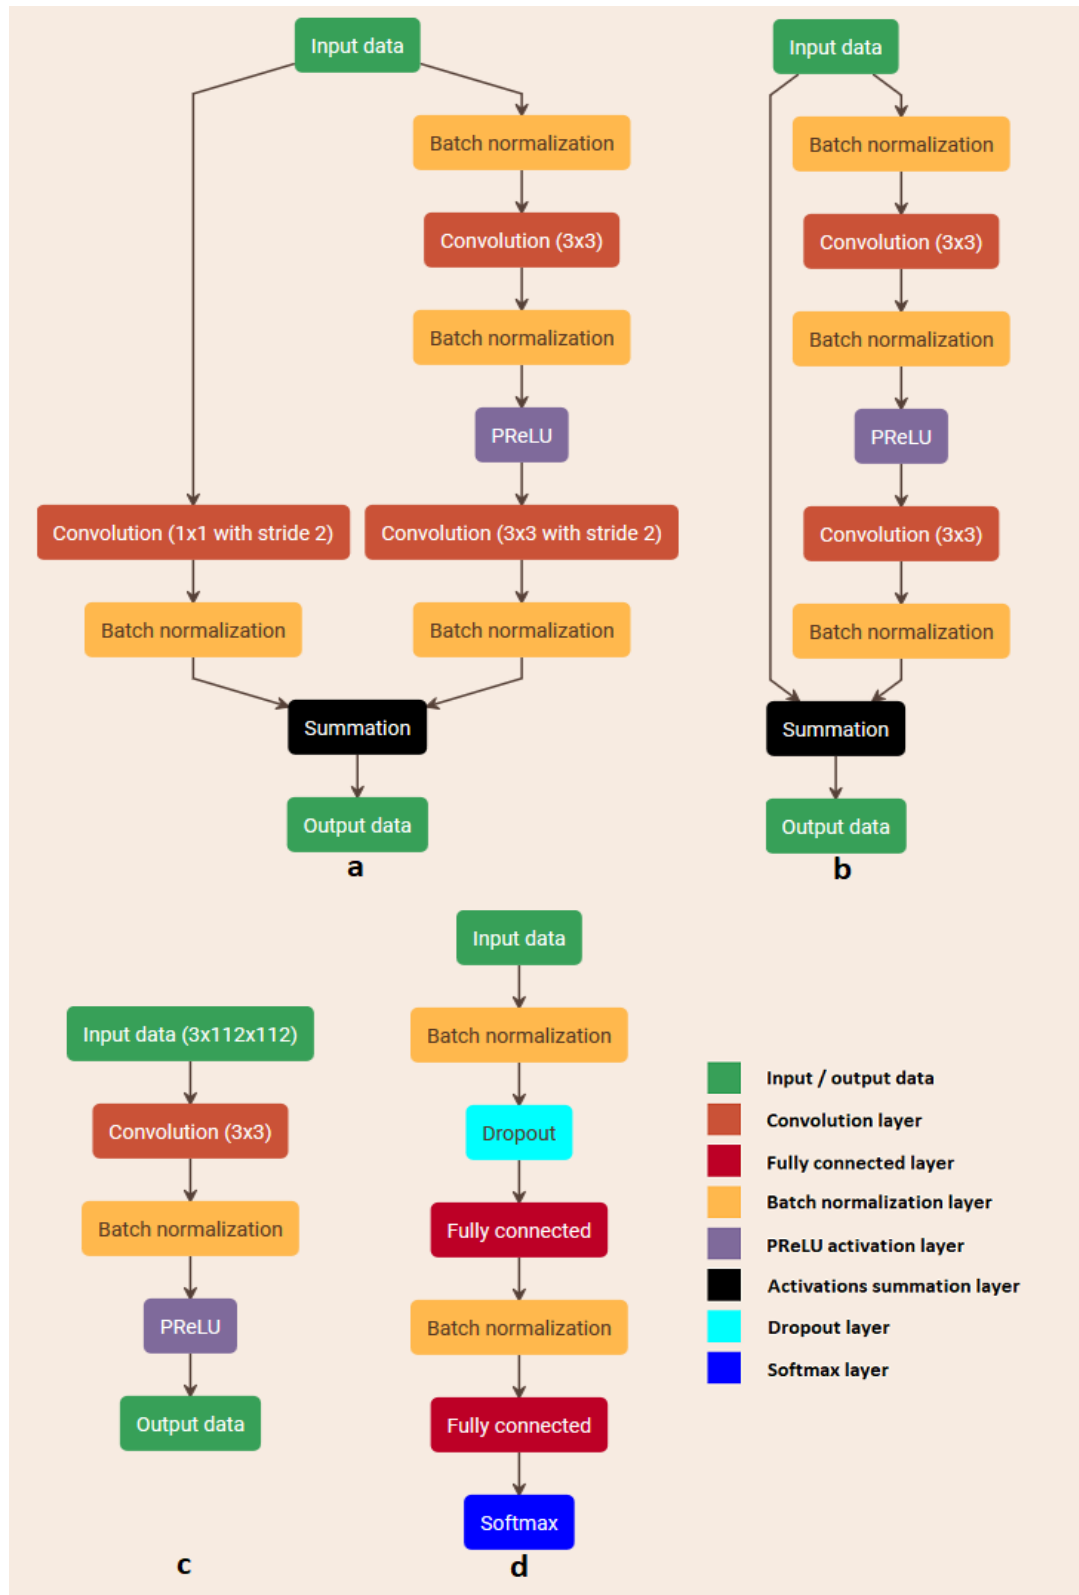 Input data
Batch normalization
Convolution (3x3)
Batch normalization
PReLU
Convolution (1x1 with stride 2)
Convolution (3x3 with stride 2)
Batch normalization
Batch normalization
Summation
Output data
a
Input data
Batch normalization
Convolution (3x3)
Batch normalization
PReLU
Convolution (3x3)
Batch normalization
Summation
Output data
b
Input data (3x112x112)
Convolution (3x3)
Batch normalization
PReLU
Output data
c
Input data
Batch normalization
Dropout
Fully connected
Batch normalization
Fully connected
Softmax
d
Input / output data
Convolution layer
Fully connected layer
Batch normalization layer
PReLU activation layer
Activations summation layer
Dropout layer
Softmax layer